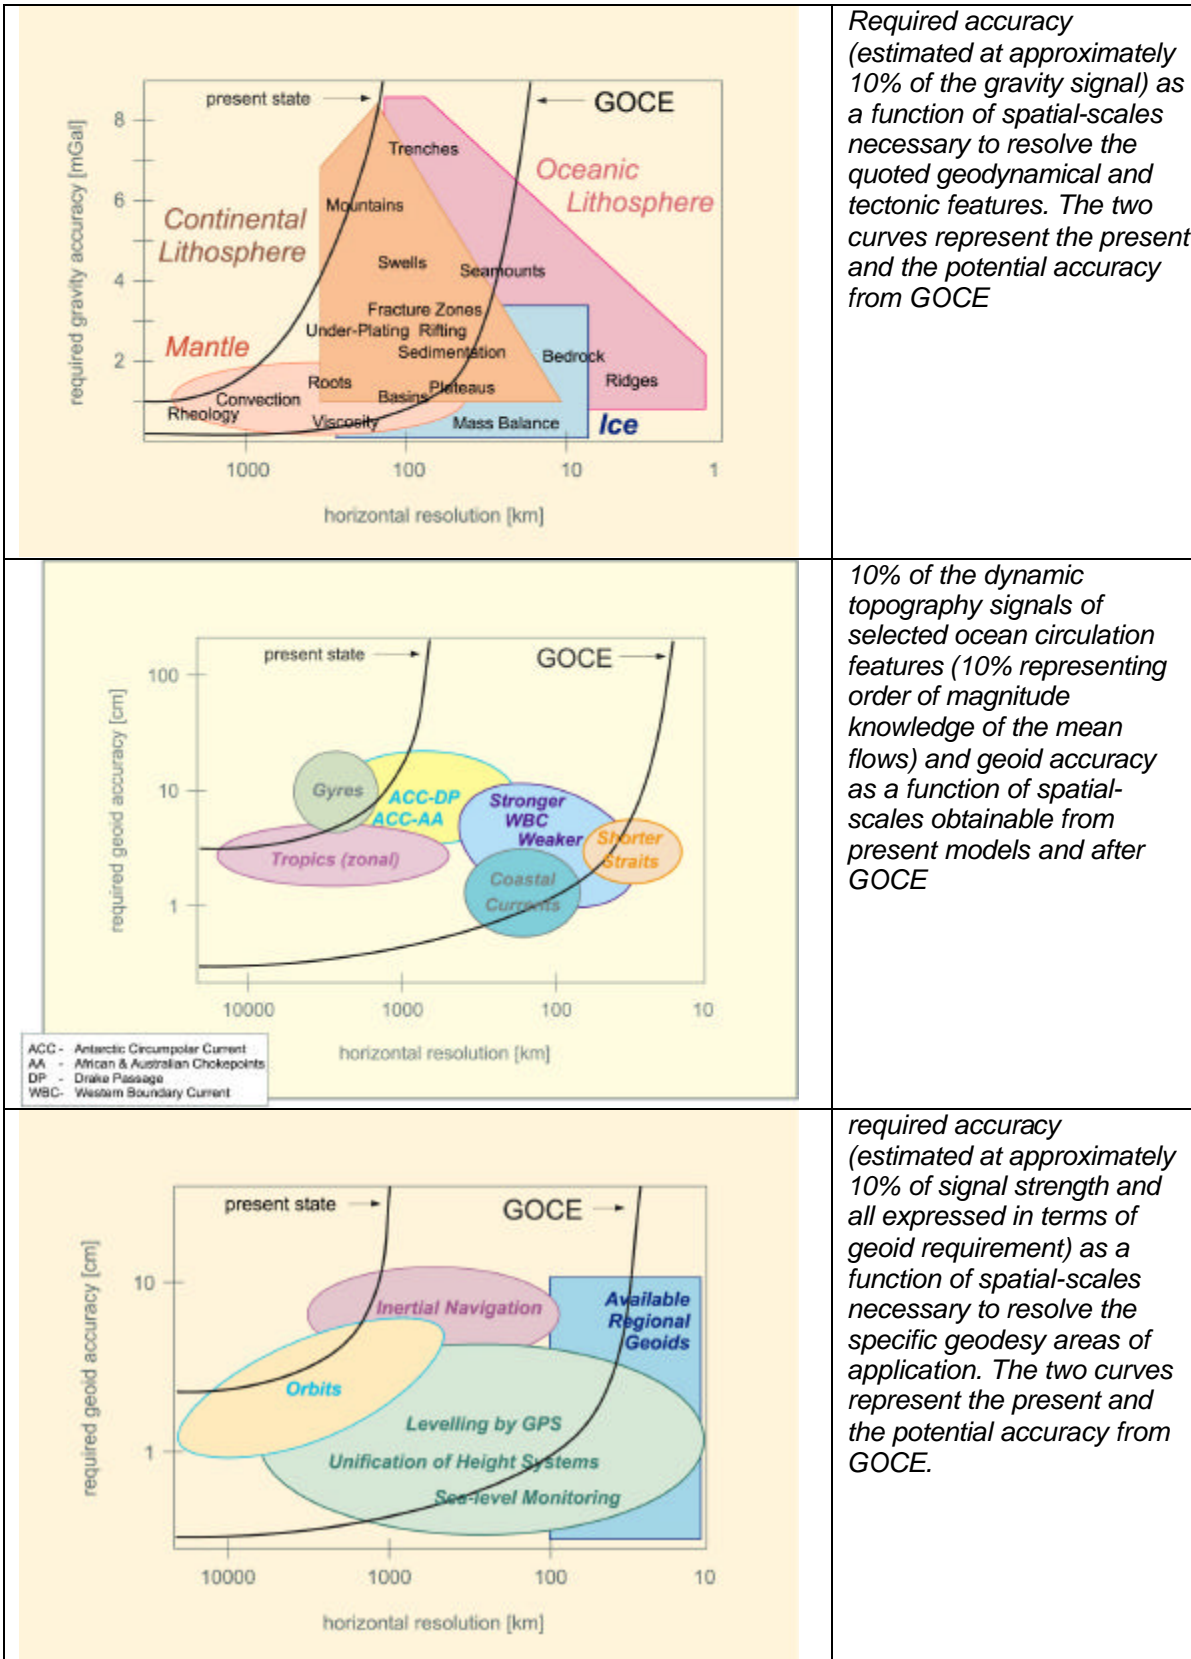 present state
GOCE
8
6
4
2
required gravity accuracy [mGal]
Trenches
Oceanic
Lithosphere
Mountains
Continental
Lithosphere
Swells
Seamounts
Fracture Zones
Under-Plating Rifting
Mantle
Sedimentation
Bedrock
Roots
Plateaus
Ridges
Convection
Basins
Rheology
Viscosity
Mass Balance
Ice
1000
100
10
1
horizontal resolution [km]
Required accuracy
(estimated at approximately
10% of the gravity signal) as
a function of spatial-scales
necessary to resolve the
quoted geodynamical and
tectonic features. The two
curves represent the present
and the potential accuracy
from GOCE
present state
GOCE
100
10
1
required geoid accuracy [cm]
Gyres
ACC-DP
ACC-AA
Stronger
WBC
Weaker
Shorter
Straits
Tropics (zonal)
Coastal
Currents
10000
1000
100
10
horizontal resolution [km]
ACC - Antarctic Circumpolar Current
AA - African & Australian Chokepoints
DP - Drake Passage
WBC- Western Boundary Current
10% of the dynamic
topography signals of
selected ocean circulation
features (10% representing
order of magnitude
knowledge of the mean
flows) and geoid accuracy
as a function of spatial-
scales obtainable from
present models and after
GOCE
present state
GOCE
10
1
required geoid accuracy [cm]
Inertial Navigation
Available
Regional
Geoids
Orbits
Levelling by GPS
Unification of Height Systems
Sea-level Monitoring
10000
1000
100
10
horizontal resolution [km]
required accuracy
(estimated at approximately
10% of signal strength and
all expressed in terms of
geoid requirement) as a
function of spatial-scales
necessary to resolve the
specific geodesy areas of
application. The two curves
represent the present and
the potential accuracy from
GOCE.